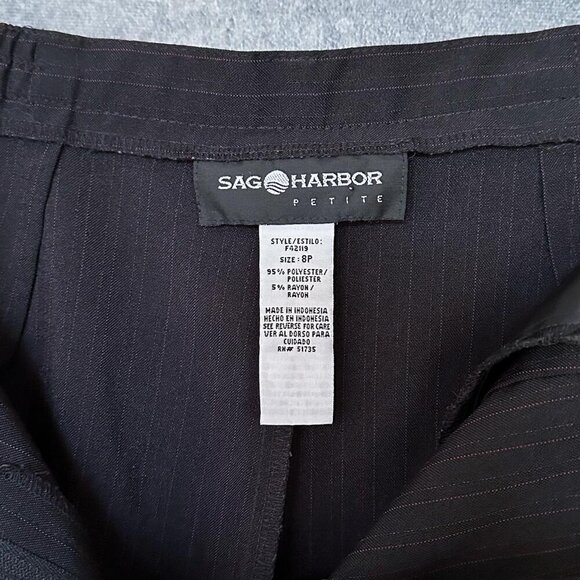 SAG HARBOR
PETITE
STYLE/ESTILO:
F42119
SIZE: 8P
95% POLYESTER/
POLIESTER
5% RAYON/
RAYON
MADE IN INDONESIA
HECHO EN INDONESIA
SEE REVERSE FOR CARE
VER AL DORSO PARA
CUIDADO
RN# 51735